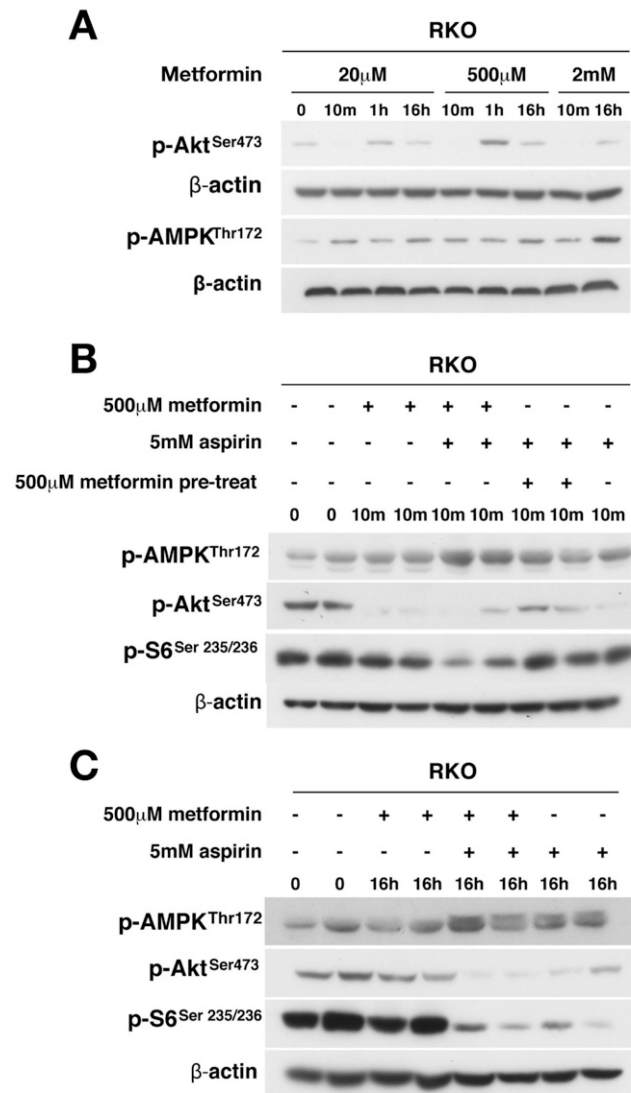 A
RKO
Metformin 20μM 500μM 2mM
0 10m 1h 16h 10m 1h 16h 10m 16h
p-Akt Ser473
β-actin
p-AMPK Thr172
β-actin
B
RKO
500μM metformin - - + + + + - - -
5mM aspirin - - - - + + + + +
500μM metformin pre-treat - - - - - - + + -
0 0 10m 10m 10m 10m 10m 10m 10m
p-AMPK Thr172
p-Akt Ser473
p-S6 Ser 235/236
β-actin
C
RKO
500μM metformin - - + + + + - -
5mM aspirin - - - - + + + +
0 0 16h 16h 16h 16h 16h 16h
p-AMPK Thr172
p-Akt Ser473
p-S6 Ser 235/236
β-actin